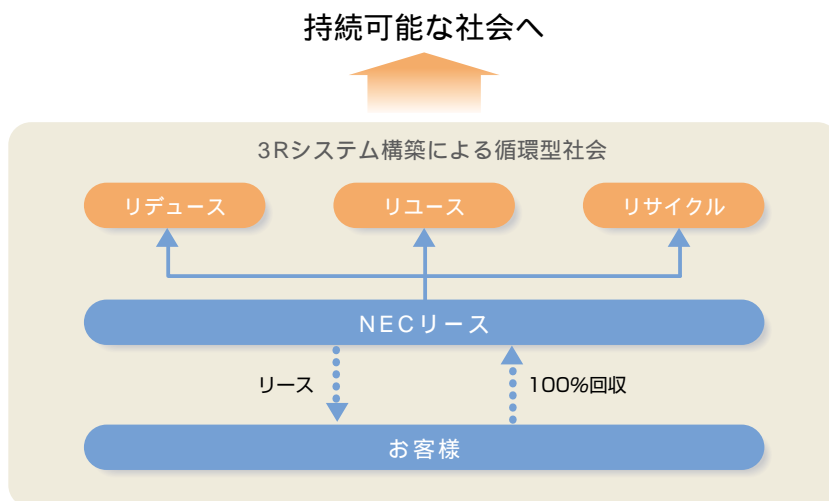 持続可能な社会へ
3Rシステム構築による循環型社会
リデュース
リユース
リサイクル
NECリース
リース
100%回収
お客様